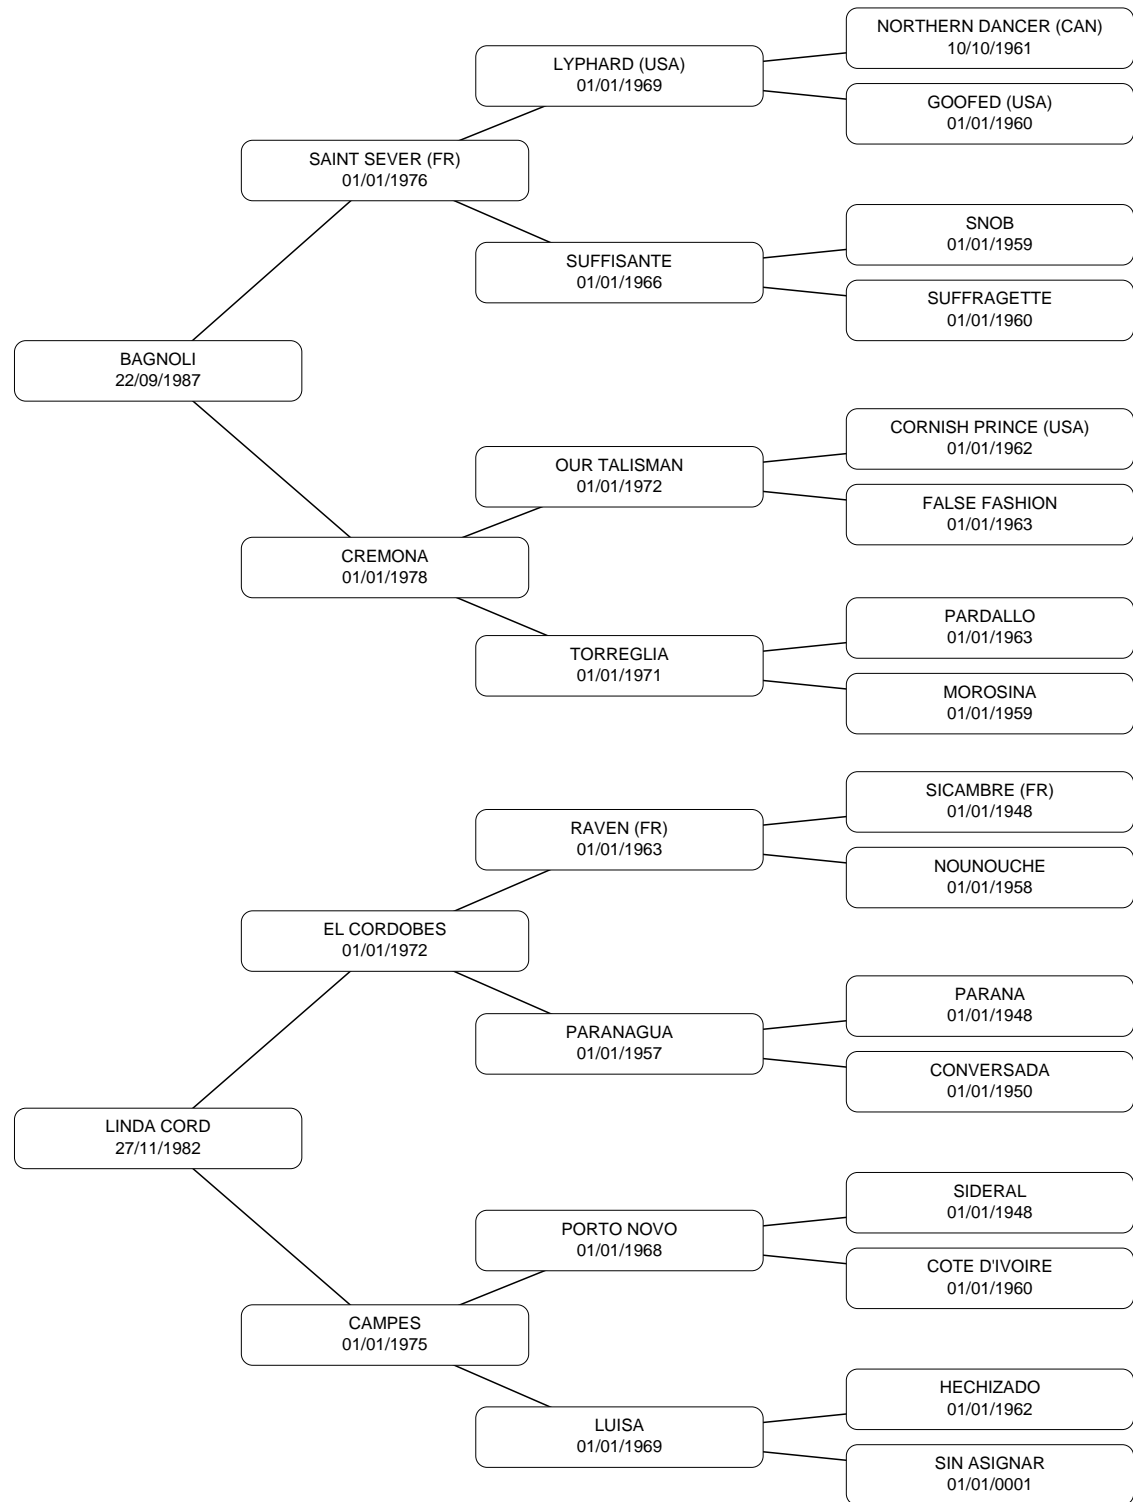 NORTHERN DANCER (CAN)
10/10/1961
LYPHARD (USA)
01/01/1969
GOOFED (USA)
01/01/1960
SAINT SEVER (FR)
01/01/1976
SNOB
01/01/1959
SUFFISANTE
01/01/1966
SUFFRAGETTE
01/01/1960
BAGNOLI
22/09/1987
CORNISH PRINCE (USA)
01/01/1962
OUR TALISMAN
01/01/1972
FALSE FASHION
01/01/1963
CREMONA
01/01/1978
PARDALLO
01/01/1963
TORREGLIA
01/01/1971
MOROSINA
01/01/1959
SICAMBRE (FR)
01/01/1948
RAVEN (FR)
01/01/1963
NOUNOUCHE
01/01/1958
EL CORDOBES
01/01/1972
PARANA
01/01/1948
PARANAGUA
01/01/1957
CONVERSADA
01/01/1950
LINDA CORD
27/11/1982
SIDERAL
01/01/1948
PORTO NOVO
01/01/1968
COTE D'IVOIRE
01/01/1960
CAMPES
01/01/1975
HECHIZADO
01/01/1962
LUISA
01/01/1969
SIN ASIGNAR
01/01/0001